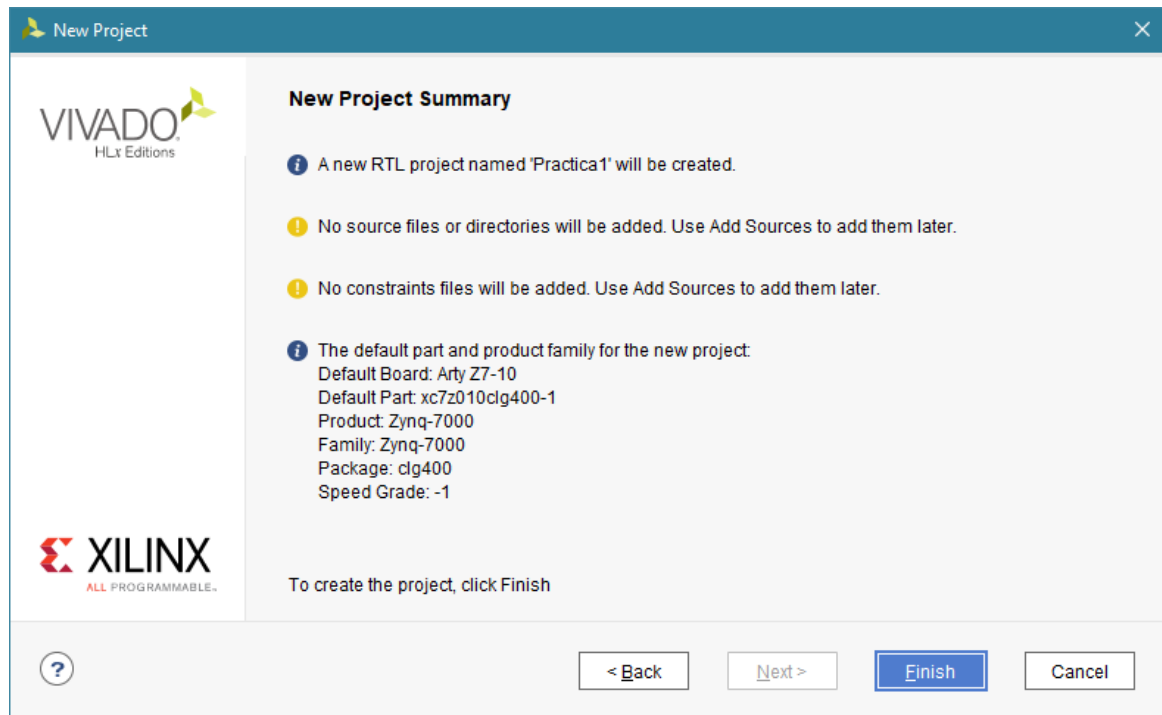 New Project
VIVADO.
HLx Editions
New Project Summary
A new RTL project named 'Practica1' will be created.
No source files or directories will be added. Use Add Sources to add them later.
No constraints files will be added. Use Add Sources to add them later.
The default part and product family for the new project:
Default Board: Arty Z7-10
Default Part: xc7z010clg400-1
Product: Zynq-7000
Family: Zynq-7000
Package: clg400
Speed Grade: -1
XILINX
ALL PROGRAMMABLE™
To create the project, click Finish
?
< Back
Next >
Finish
Cancel